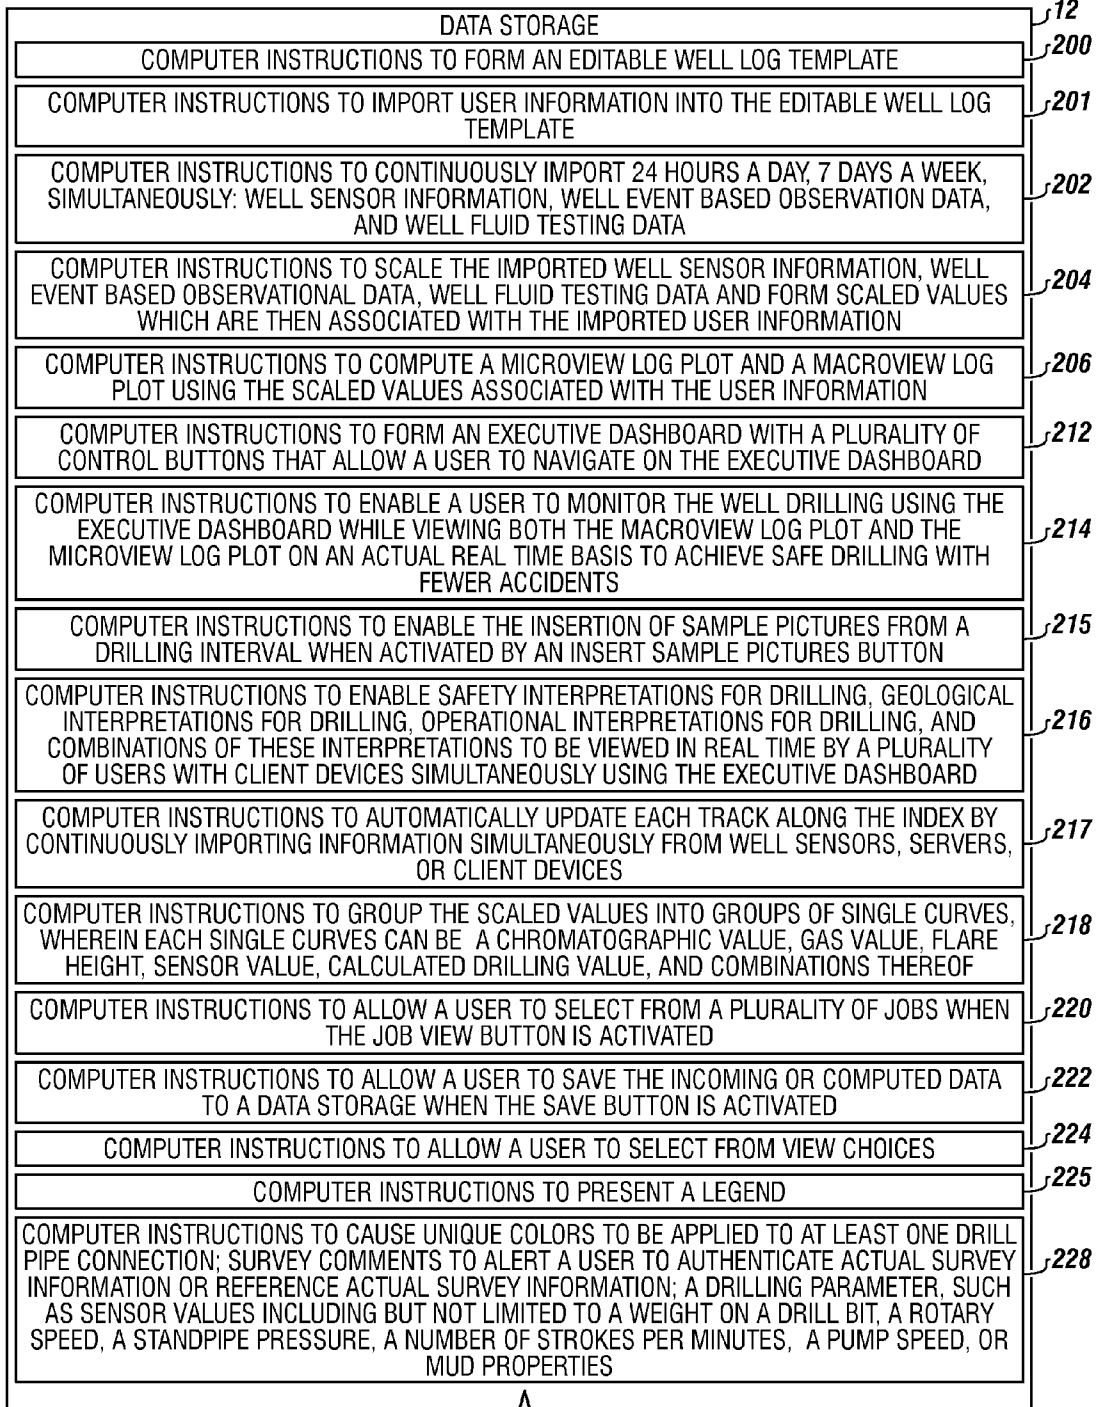 DATA STORAGE
12
COMPUTER INSTRUCTIONS TO FORM AN EDITABLE WELL LOG TEMPLATE
200
COMPUTER INSTRUCTIONS TO IMPORT USER INFORMATION INTO THE EDITABLE WELL LOG
TEMPLATE
201
COMPUTER INSTRUCTIONS TO CONTINUOUSLY IMPORT 24 HOURS A DAY, 7 DAYS A WEEK,
SIMULTANEOUSLY: WELL SENSOR INFORMATION, WELL EVENT BASED OBSERVATION DATA,
AND WELL FLUID TESTING DATA
202
COMPUTER INSTRUCTIONS TO SCALE THE IMPORTED WELL SENSOR INFORMATION, WELL
EVENT BASED OBSERVATIONAL DATA, WELL FLUID TESTING DATA AND FORM SCALED VALUES
WHICH ARE THEN ASSOCIATED WITH THE IMPORTED USER INFORMATION
204
COMPUTER INSTRUCTIONS TO COMPUTE A MICROVIEW LOG PLOT AND A MACROVIEW LOG
PLOT USING THE SCALED VALUES ASSOCIATED WITH THE USER INFORMATION
206
COMPUTER INSTRUCTIONS TO FORM AN EXECUTIVE DASHBOARD WITH A PLURALITY OF
CONTROL BUTTONS THAT ALLOW A USER TO NAVIGATE ON THE EXECUTIVE DASHBOARD
212
COMPUTER INSTRUCTIONS TO ENABLE A USER TO MONITOR THE WELL DRILLING USING THE
EXECUTIVE DASHBOARD WHILE VIEWING BOTH THE MACROVIEW LOG PLOT AND THE
MICROVIEW LOG PLOT ON AN ACTUAL REAL TIME BASIS TO ACHIEVE SAFE DRILLING WITH
FEWER ACCIDENTS
214
COMPUTER INSTRUCTIONS TO ENABLE THE INSERTION OF SAMPLE PICTURES FROM A
DRILLING INTERVAL WHEN ACTIVATED BY AN INSERT SAMPLE PICTURES BUTTON
215
COMPUTER INSTRUCTIONS TO ENABLE SAFETY INTERPRETATIONS FOR DRILLING, GEOLOGICAL
INTERPRETATIONS FOR DRILLING, OPERATIONAL INTERPRETATIONS FOR DRILLING, AND
COMBINATIONS OF THESE INTERPRETATIONS TO BE VIEWED IN REAL TIME BY A PLURALITY
OF USERS WITH CLIENT DEVICES SIMULTANEOUSLY USING THE EXECUTIVE DASHBOARD
216
COMPUTER INSTRUCTIONS TO AUTOMATICALLY UPDATE EACH TRACK ALONG THE INDEX BY
CONTINUOUSLY IMPORTING INFORMATION SIMULTANEOUSLY FROM WELL SENSORS, SERVERS,
OR CLIENT DEVICES
217
COMPUTER INSTRUCTIONS TO GROUP THE SCALED VALUES INTO GROUPS OF SINGLE CURVES,
WHEREIN EACH SINGLE CURVES CAN BE A CHROMATOGRAPHIC VALUE, GAS VALUE, FLARE
HEIGHT, SENSOR VALUE, CALCULATED DRILLING VALUE, AND COMBINATIONS THEREOF
218
COMPUTER INSTRUCTIONS TO ALLOW A USER TO SELECT FROM A PLURALITY OF JOBS WHEN
THE JOB VIEW BUTTON IS ACTIVATED
220
COMPUTER INSTRUCTIONS TO ALLOW A USER TO SAVE THE INCOMING OR COMPUTED DATA
TO A DATA STORAGE WHEN THE SAVE BUTTON IS ACTIVATED
222
COMPUTER INSTRUCTIONS TO ALLOW A USER TO SELECT FROM VIEW CHOICES
224
COMPUTER INSTRUCTIONS TO PRESENT A LEGEND
225
COMPUTER INSTRUCTIONS TO CAUSE UNIQUE COLORS TO BE APPLIED TO AT LEAST ONE DRILL
PIPE CONNECTION; SURVEY COMMENTS TO ALERT A USER TO AUTHENTICATE ACTUAL SURVEY
INFORMATION OR REFERENCE ACTUAL SURVEY INFORMATION; A DRILLING PARAMETER, SUCH
AS SENSOR VALUES INCLUDING BUT NOT LIMITED TO A WEIGHT ON A DRILL BIT, A ROTARY
SPEED, A STANDPIPE PRESSURE, A NUMBER OF STROKES PER MINUTES, A PUMP SPEED, OR
MUD PROPERTIES
228